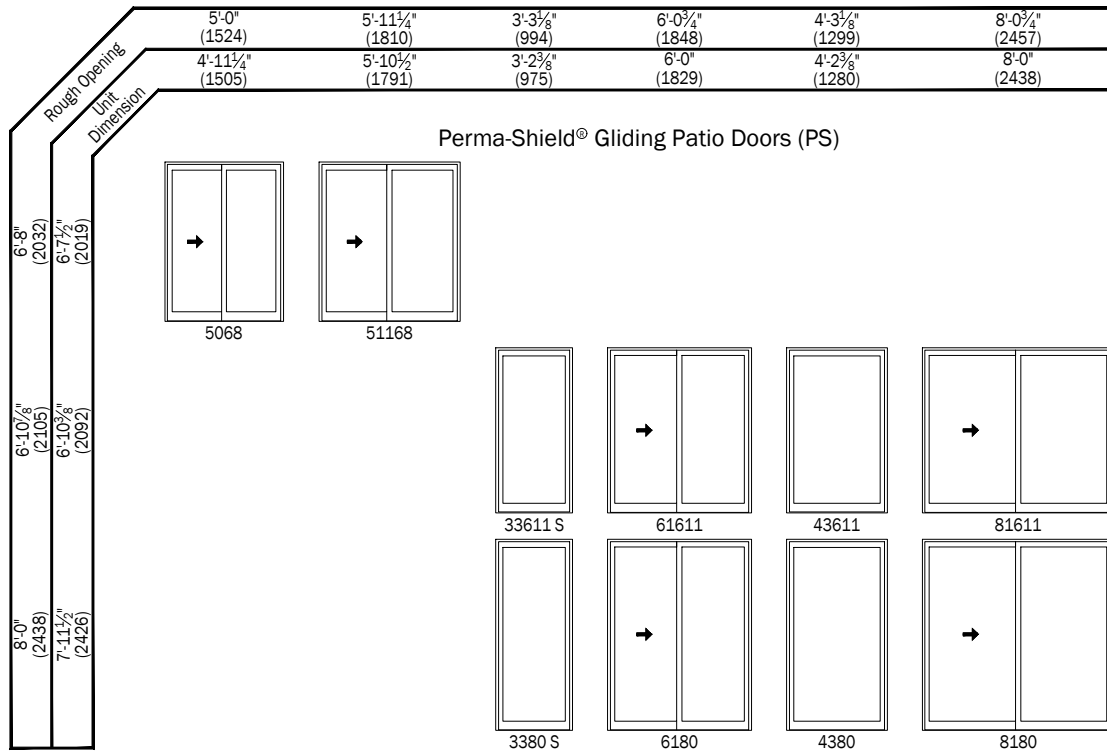 5'-0" 5'-11¼" 3'-3⅛" 6'-0¾" 4'-3⅛" 8'-0¾"
(1524) (1810) (994) (1848) (1299) (2457)
Rough Opening
4'-11¼" 5'-10½" 3'-2⅜" 6'-0" 4'-2⅜" 8'-0"
(1505) (1791) (975) (1829) (1280) (2438)
Unit
Dimension
Perma-Shield® Gliding Patio Doors (PS)
6'-8"
(2032)
6'-7½"
(2019)
5068 51168
6'-10⅞"
(2105)
6'-10⅜"
(2092)
33611 S 61611 43611 81611
8'-0"
(2438)
7'-11½"
(2426)
3380 S 6180 4380 8180